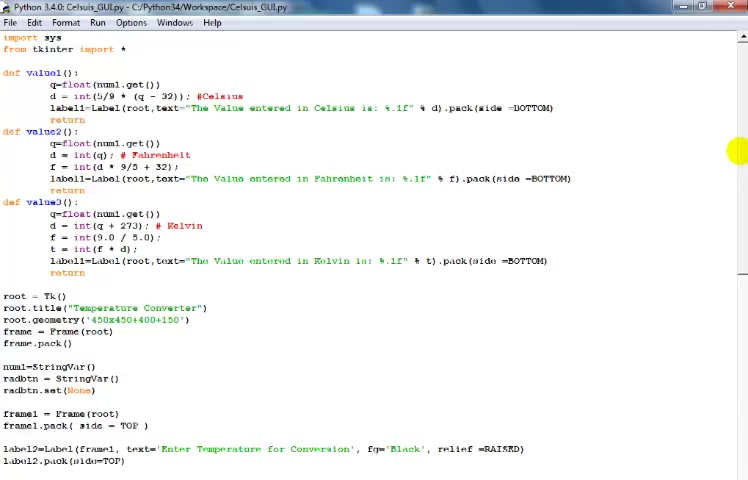 Python 3.4.0: Celsuis_GUI.py - C:/Python34/Workspace/Celsuis_GUI.py
File Edit Format Run Options Windows Help
import sys
from tkinter import *
def value1():
q=float(num1.get())
d = int(5/9 * (q - 32)); #Celsius
label1=Label(root,text="The Value entered in Celsius is: %.1f" % d).pack(side =BOTTOM)
return
def value2():
q=float(num1.get())
d = int(q); # Fahrenheit
f = int(d * 9/5 + 32);
label1=Label(root,text="The Value entered in Fahrenheit is: %.1f" % f).pack(side =BOTTOM)
return
def value3():
q=float(num1.get())
d = int(q + 273); # Kelvin
f = int(9.0 / 5.0);
t = int(f * d);
label1=Label(root,text="The Value entered in Kelvin is: %.1f" % t).pack(side =BOTTOM)
return
root = Tk()
root.title("Temperature Converter")
root.geometry('450x450+400+150')
frame = Frame(root)
frame.pack()
num1=StringVar()
radbtn = StringVar()
radbtn.set(None)
frame1 = Frame(root)
frame1.pack( side = TOP )
label2=Label(frame1, text='Enter Temperature for Conversion', fg='Black', relief =RAISED)
label2.pack(side=TOP)